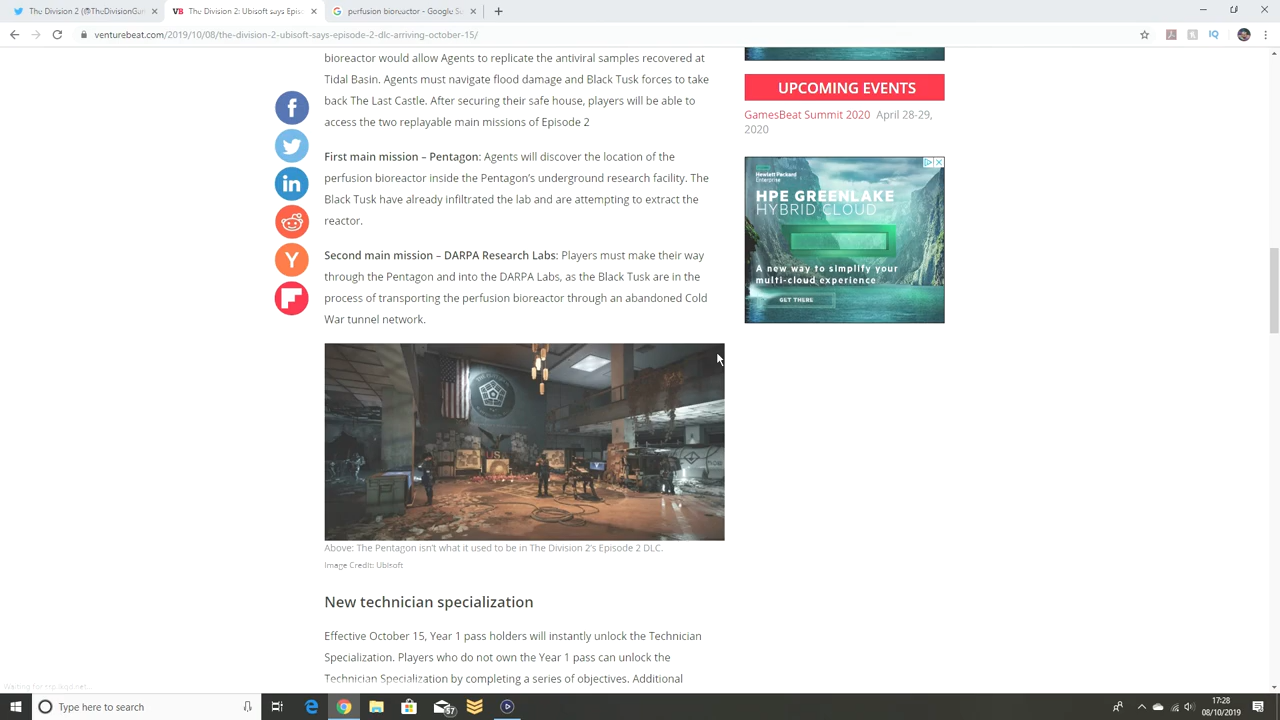 The Division 2 (@TheDivisionGam
The Division 2: Ubisoft says Epis
perfusion bioreactor - Google Se
venturebeat.com/2019/10/08/the-division-2-ubisoft-says-episode-2-dlc-arriving-october-15/
bioreactor would allow Agents to replicate the antiviral samples recovered at
Tidal Basin. Agents must navigate flood damage and Black Tusk forces to take
back The Last Castle. After securing their safe house, players will be able to
access the two replayable main missions of Episode 2
First main mission – Pentagon: Agents will discover the location of the
perfusion bioreactor inside the Pentagon's underground research facility. The
Black Tusk have already infiltrated the lab and are attempting to extract the
reactor.
Second main mission – DARPA Research Labs: Players must make their way
through the Pentagon and into the DARPA Labs, as the Black Tusk are in the
process of transporting the perfusion bioreactor through an abandoned Cold
War tunnel network.
Above: The Pentagon isn't what it used to be in The Division 2's Episode 2 DLC.
Image Credit: Ubisoft
New technician specialization
Effective October 15, Year 1 pass holders will instantly unlock the Technician
Specialization. Players who do not own the Year 1 pass can unlock the
Technician Specialization by completing a series of objectives. Additional
UPCOMING EVENTS
GamesBeat Summit 2020 April 28-29,
2020
Hewlett Packard
Enterprise
HPE GREENLAKE
HYBRID CLOUD
A new way to simplify your
multi-cloud experience
GET THERE
Waiting for
Type here to search
17:28
08/10/2019